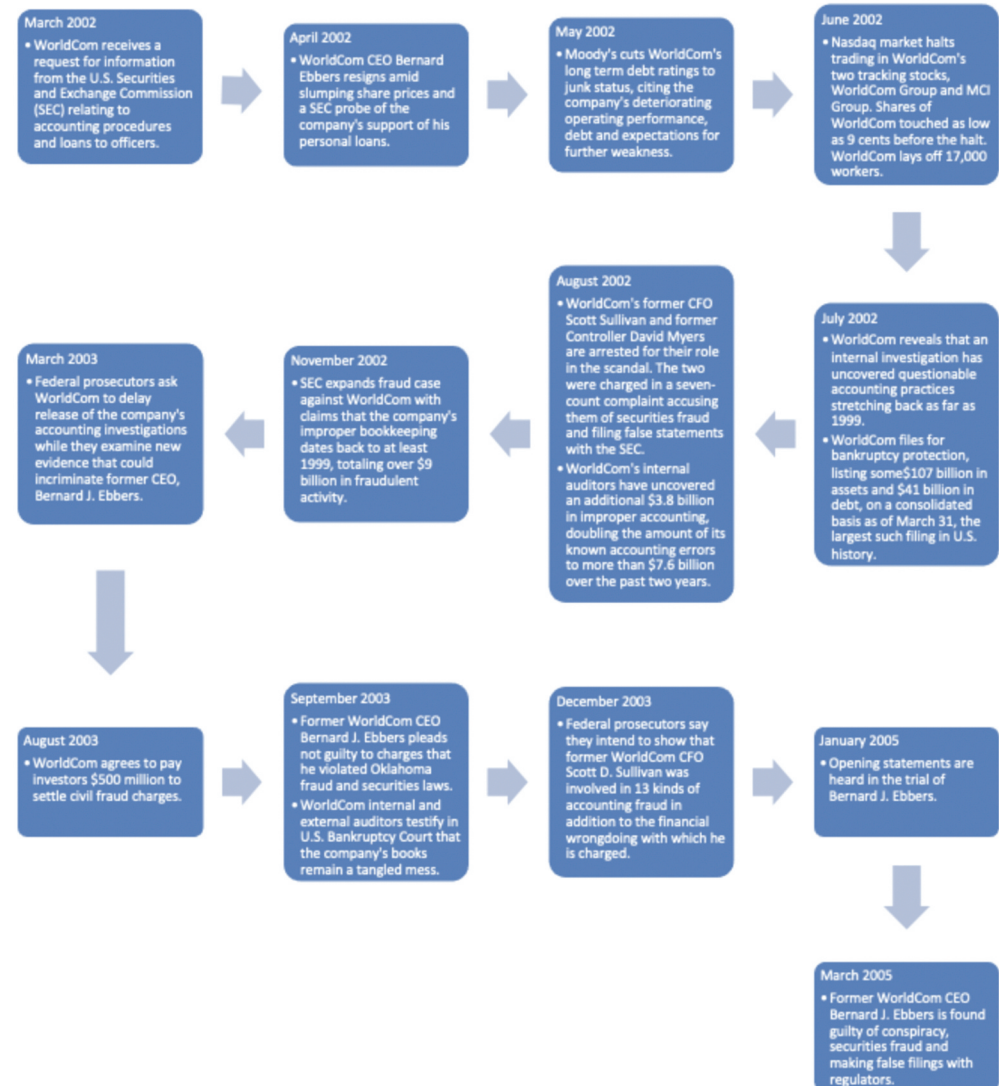 March 2002
• WorldCom receives a
request for information
from the U.S. Securities
and Exchange Commission
(SEC) relating to
accounting procedures
and loans to officers.
April 2002
• WorldCom CEO Bernard
Ebbers resigns amid
slumping share prices and
a SEC probe of the
company's support of his
personal loans.
May 2002
• Moody's cuts WorldCom's
long term debt ratings to
junk status, citing the
company's deteriorating
operating performance,
debt and expectations for
further weakness.
June 2002
• Nasdaq market halts
trading in WorldCom's
two tracking stocks,
WorldCom Group and MCI
Group. Shares of
WorldCom touched as low
as 9 cents before the halt.
WorldCom lays off 17,000
workers.
July 2002
• WorldCom reveals that an
internal investigation has
uncovered questionable
accounting practices
stretching back as far as
1999.
• WorldCom files for
bankruptcy protection,
listing some$107 billion in
assets and $41 billion in
debt, on a consolidated
basis as of March 31, the
largest such filing in U.S.
history.
August 2002
• WorldCom's former CFO
Scott Sullivan and former
Controller David Myers
are arrested for their role
in the scandal. The two
were charged in a seven-
count complaint accusing
them of securities fraud
and filing false statements
with the SEC.
• WorldCom's internal
auditors have uncovered
an additional $3.8 billion
in improper accounting,
doubling the amount of its
known accounting errors
to more than $7.6 billion
over the past two years.
November 2002
• SEC expands fraud case
against WorldCom with
claims that the company's
improper bookkeeping
dates back to at least
1999, totaling over $9
billion in fraudulent
activity.
March 2003
• Federal prosecutors ask
WorldCom to delay
release of the company's
accounting investigations
while they examine new
evidence that could
incriminate former CEO,
Bernard J. Ebbers.
August 2003
• WorldCom agrees to pay
investors $500 million to
settle civil fraud charges.
September 2003
• Former WorldCom CEO
Bernard J. Ebbers pleads
not guilty to charges that
he violated Oklahoma
fraud and securities laws.
• WorldCom internal and
external auditors testify in
U.S. Bankruptcy Court that
the company's books
remain a tangled mess.
December 2003
• Federal prosecutors say
they intend to show that
former WorldCom CFO
Scott D. Sullivan was
involved in 13 kinds of
accounting fraud in
addition to the financial
wrongdoing with which he
is charged.
January 2005
• Opening statements are
heard in the trial of
Bernard J. Ebbers.
March 2005
• Former WorldCom CEO
Bernard J. Ebbers is found
guilty of conspiracy,
securities fraud and
making false filings with
regulators.